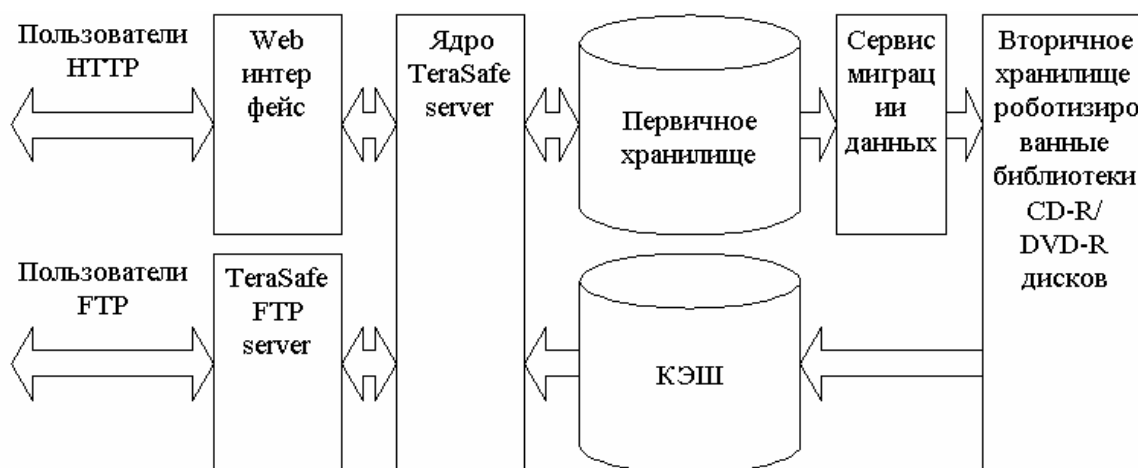 Пользователи
HTTP
Web
интер
фейс
Ядро
TeraSafe
server
Первичное
хранилище
Сервис
миграц
ии
данных
Вторичное
хранилище
роботизиро
ванные
библиотеки
CD-R/
DVD-R
дисков
Пользователи
FTP
TeraSafe
FTP
server
КЭШ